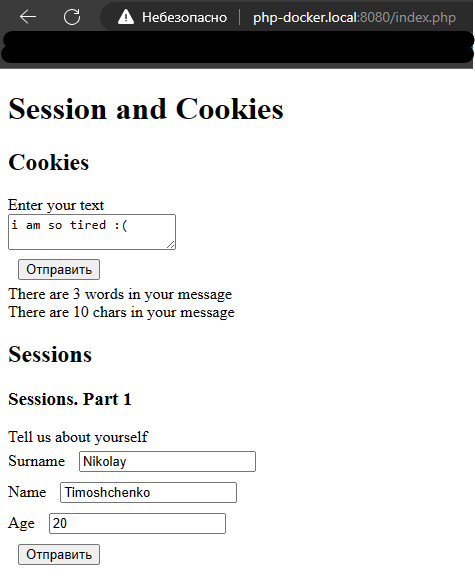 Небезопасно php-docker.local:8080/index.php
Session and Cookies
Cookies
Enter your text
i am so tired :(
Отправить
There are 3 words in your message
There are 10 chars in your message
Sessions
Sessions. Part 1
Tell us about yourself
Surname Nikolay
Name Timoshchenko
Age 20
Отправить